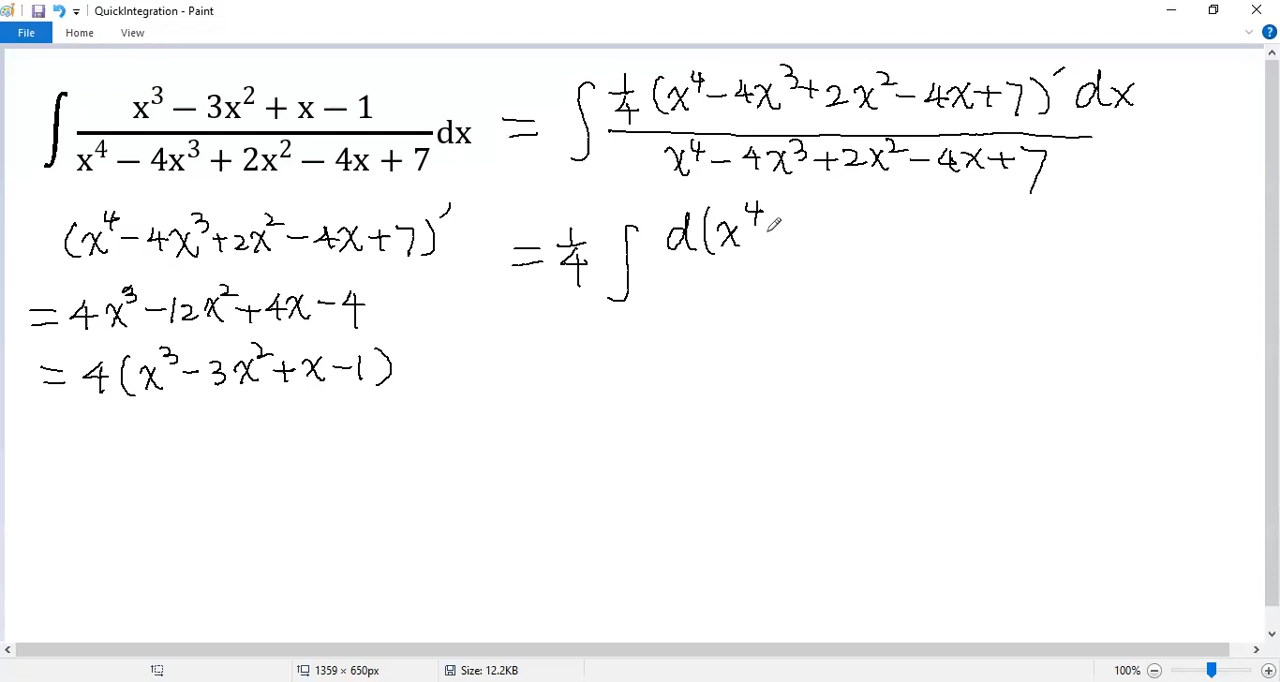 QuickIntegration - Paint
File Home View
∫ (x³ − 3x² + x − 1)/(x⁴ − 4x³ + 2x² − 4x + 7) dx
= ∫ ¼(x⁴ − 4x³ + 2x² − 4x + 7)′ dx / (x⁴ − 4x³ + 2x² − 4x + 7)
(x⁴ − 4x³ + 2x² − 4x + 7)′
= 4x³ − 12x² + 4x − 4
= 4(x³ − 3x² + x − 1)
= ¼ ∫ d(x⁴
1359 × 650px Size: 12.2KB 100%